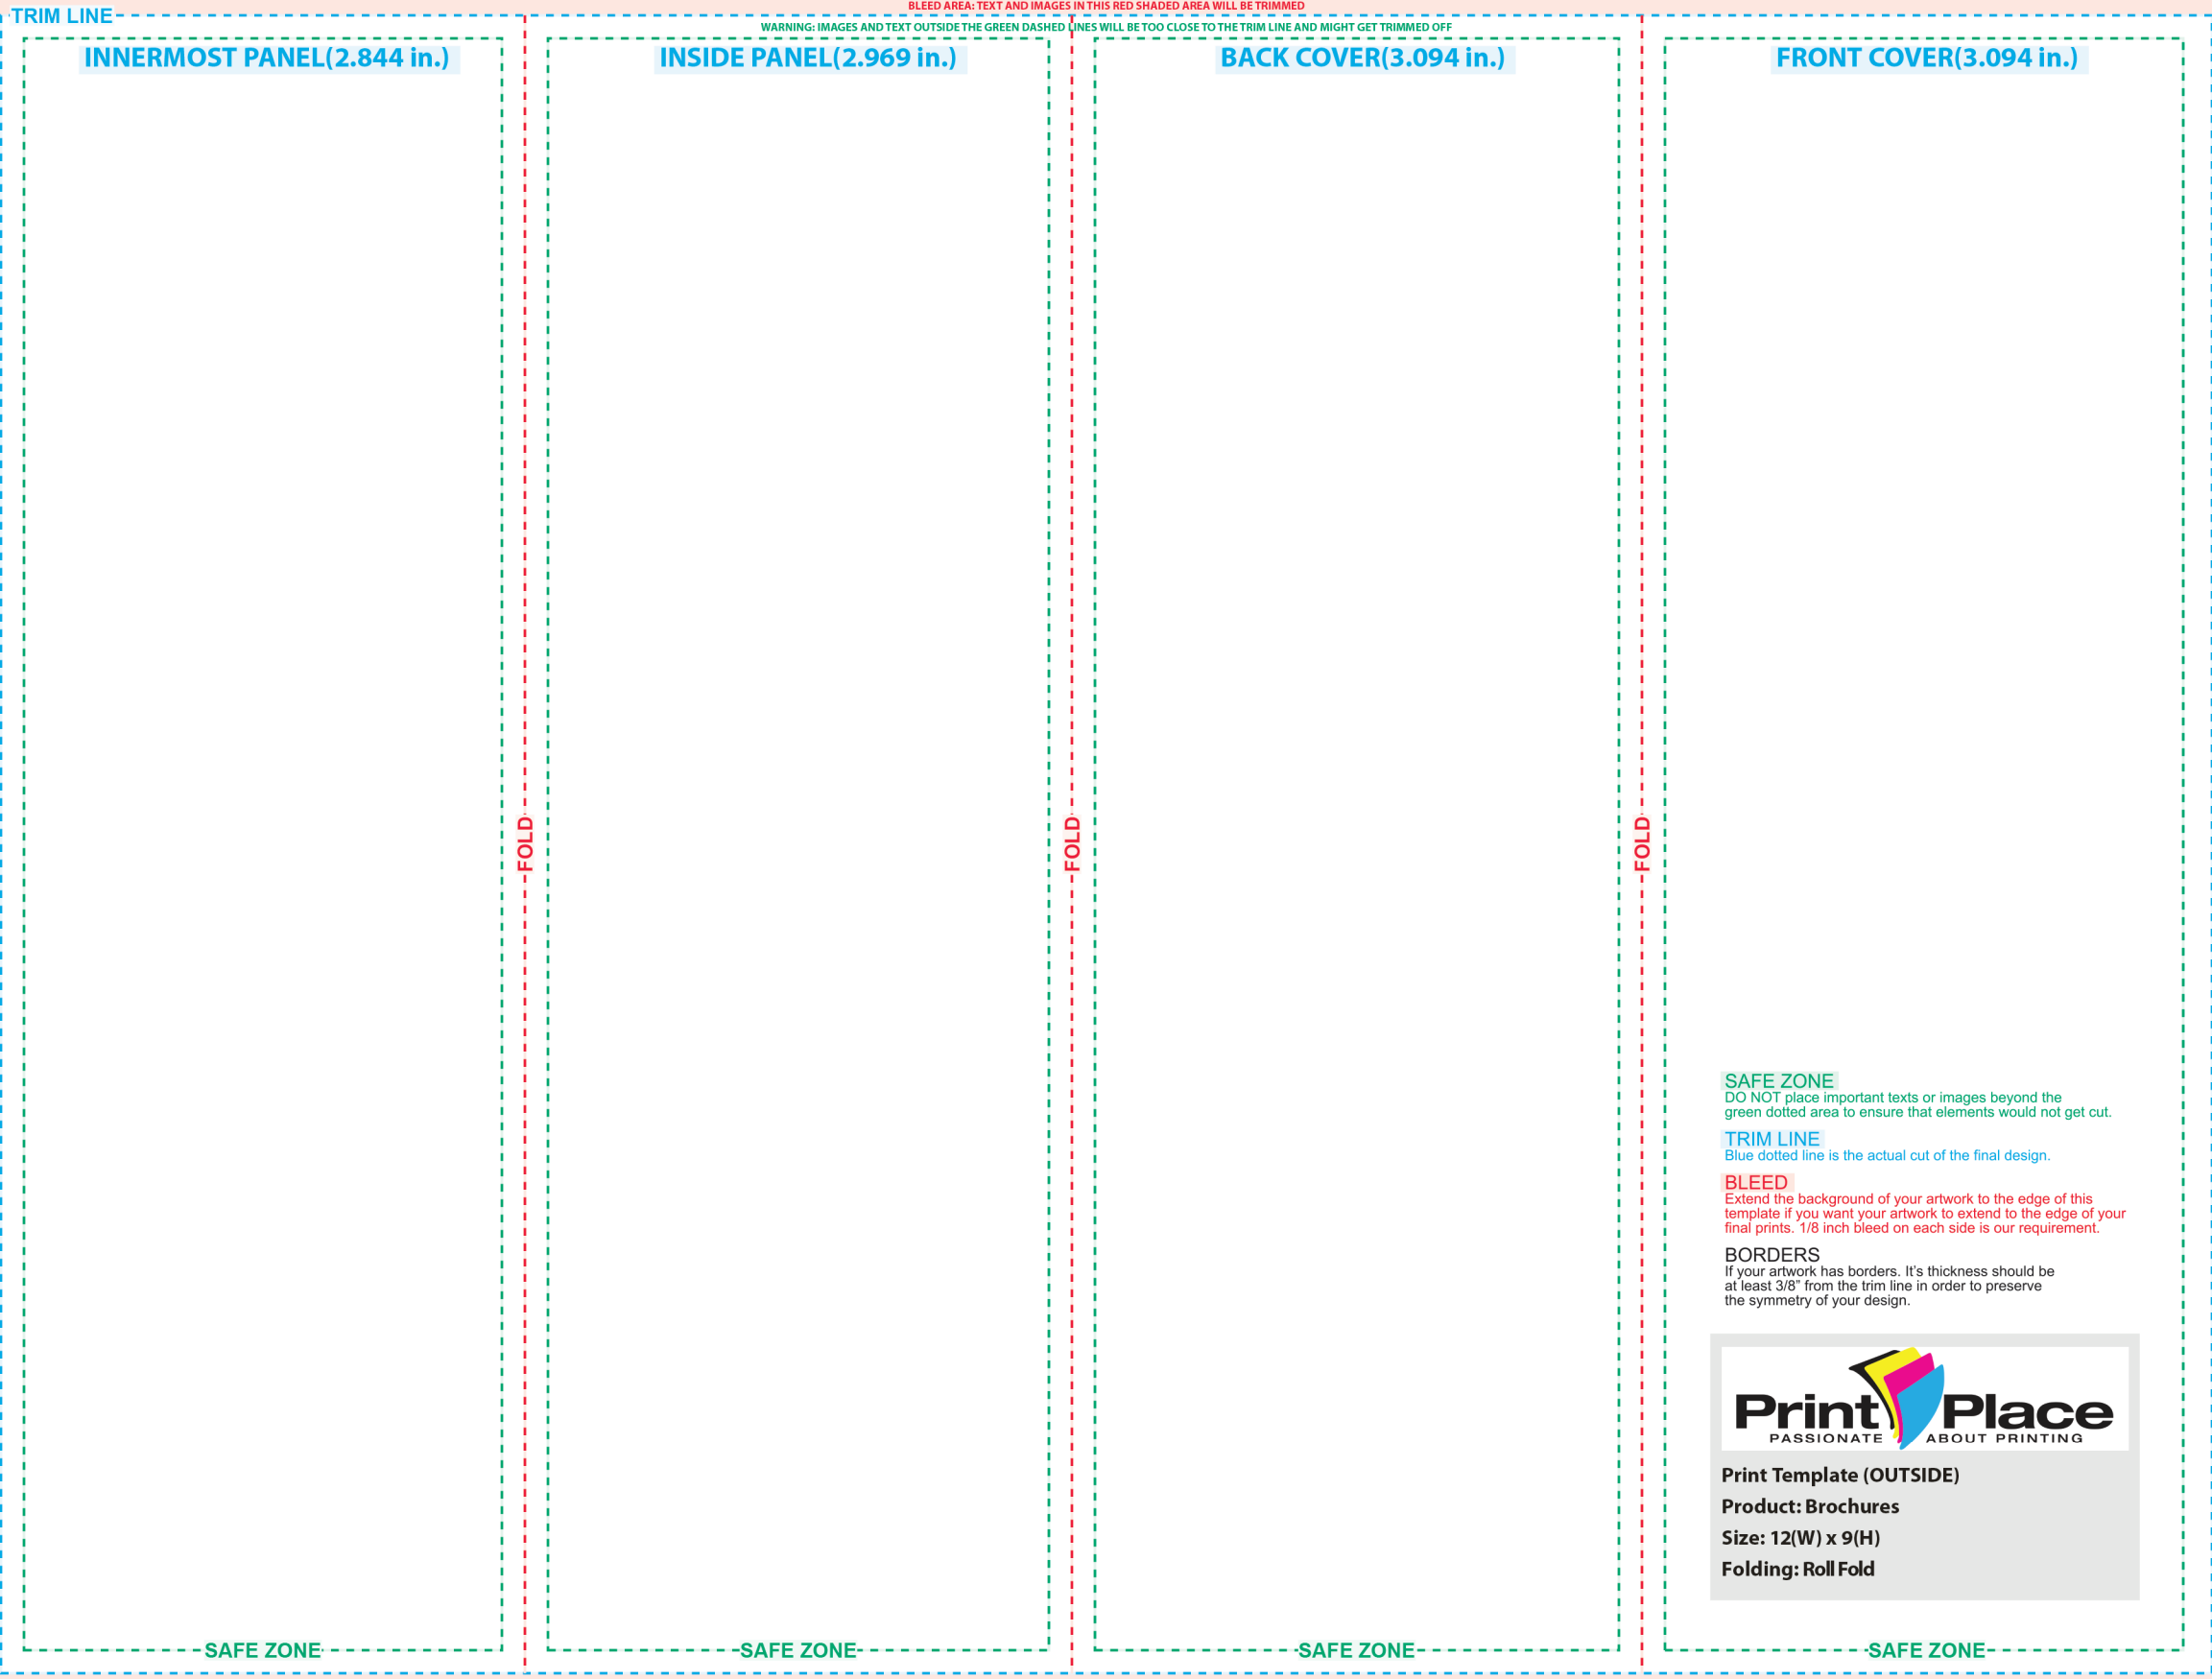 BLEED AREA: TEXT AND IMAGES IN THIS RED SHADED AREA WILL BE TRIMMED
TRIM LINE
WARNING: IMAGES AND TEXT OUTSIDE THE GREEN DASHED LINES WILL BE TOO CLOSE TO THE TRIM LINE AND MIGHT GET TRIMMED OFF
INNERMOST PANEL(2.844 in.)
INSIDE PANEL(2.969 in.)
BACK COVER(3.094 in.)
FRONT COVER(3.094 in.)
FOLD
FOLD
FOLD
SAFE ZONE
DO NOT place important texts or images beyond the
green dotted area to ensure that elements would not get cut.
TRIM LINE
Blue dotted line is the actual cut of the final design.
BLEED
Extend the background of your artwork to the edge of this
template if you want your artwork to extend to the edge of your
final prints. 1/8 inch bleed on each side is our requirement.
BORDERS
If your artwork has borders. It's thickness should be
at least 3/8” from the trim line in order to preserve
the symmetry of your design.
Print Place
PASSIONATE ABOUT PRINTING
Print Template (OUTSIDE)
Product: Brochures
Size: 12(W) x 9(H)
Folding: Roll Fold
SAFE ZONE
SAFE ZONE
SAFE ZONE
SAFE ZONE